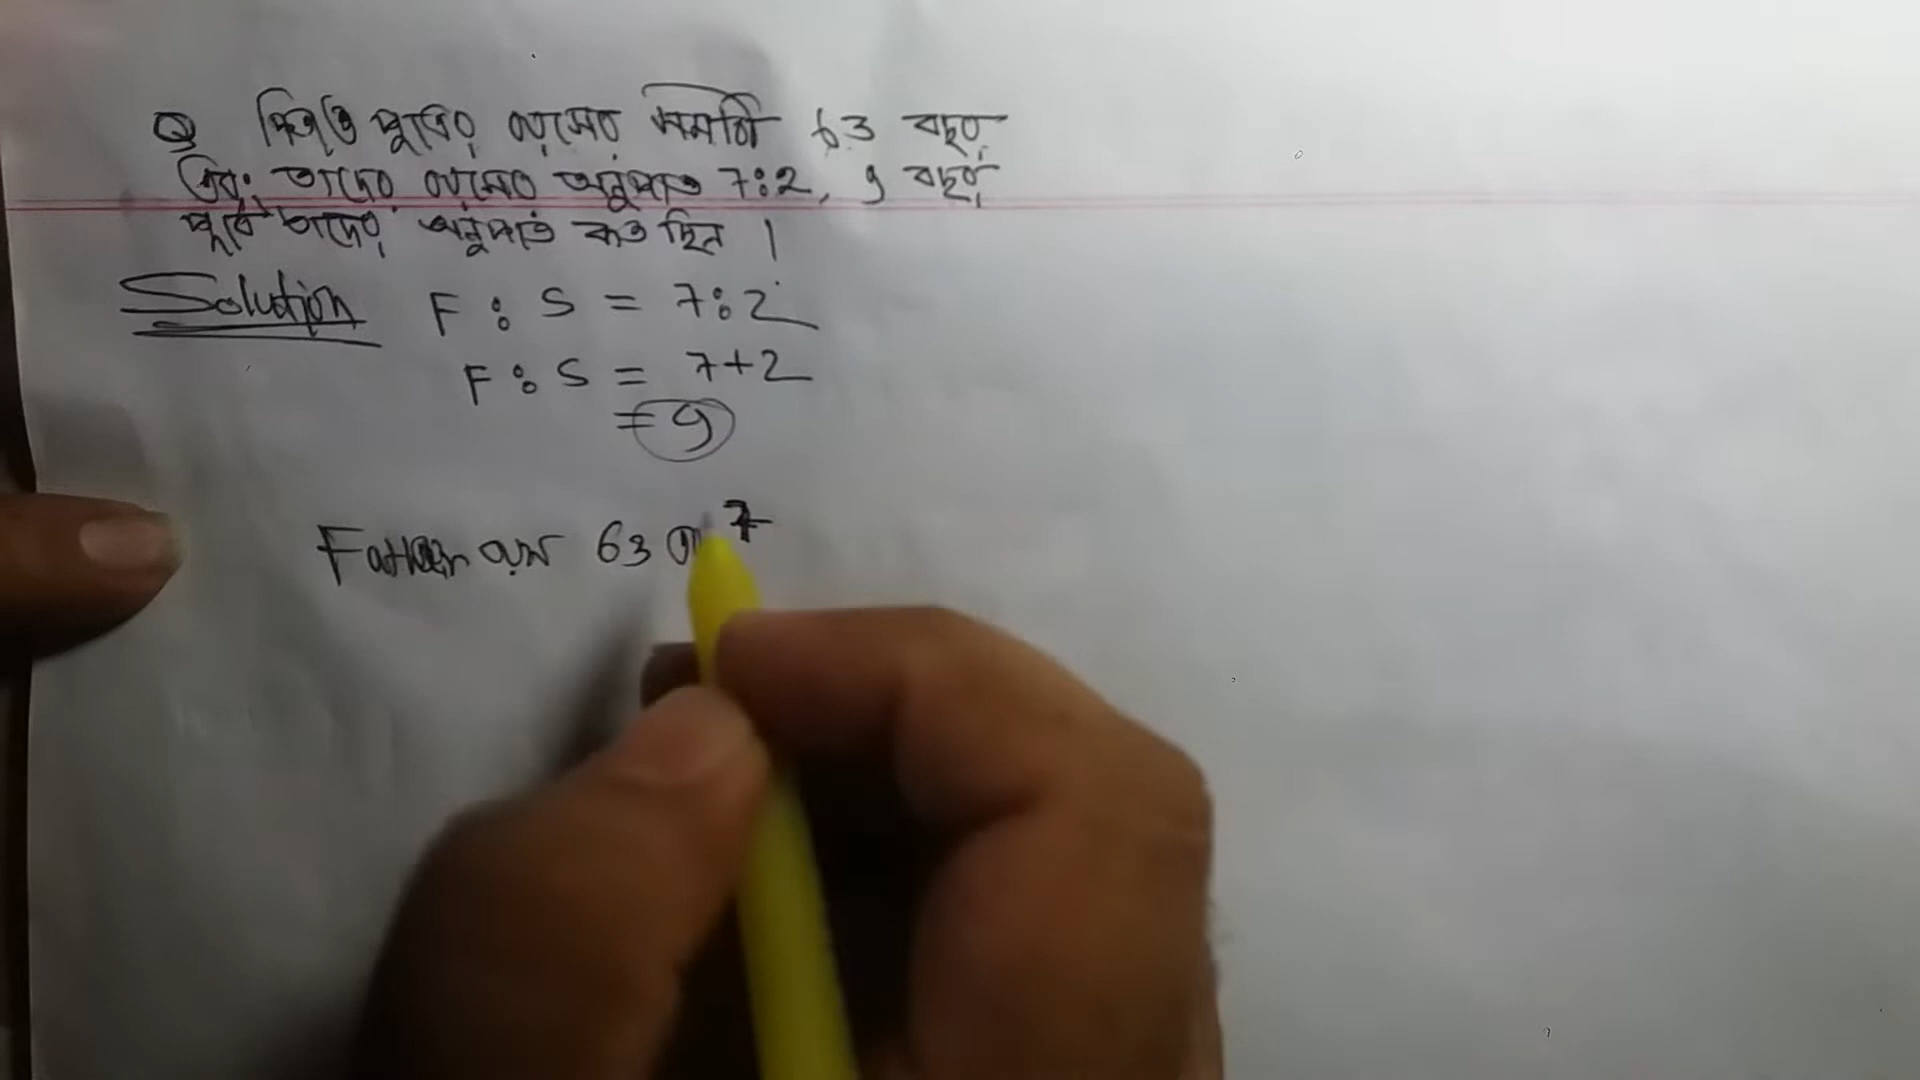 Q পিতা ও পুত্রের বয়সের সমষ্টি 63 বছর
এবং তাদের বয়সের অনুপাত 7:2, 9 বছর
পূর্বে তাদের অনুপাত কত ছিল ।
Solution F : S = 7:2
F : S = 7+2
= 9
Father এর 63 এর 7